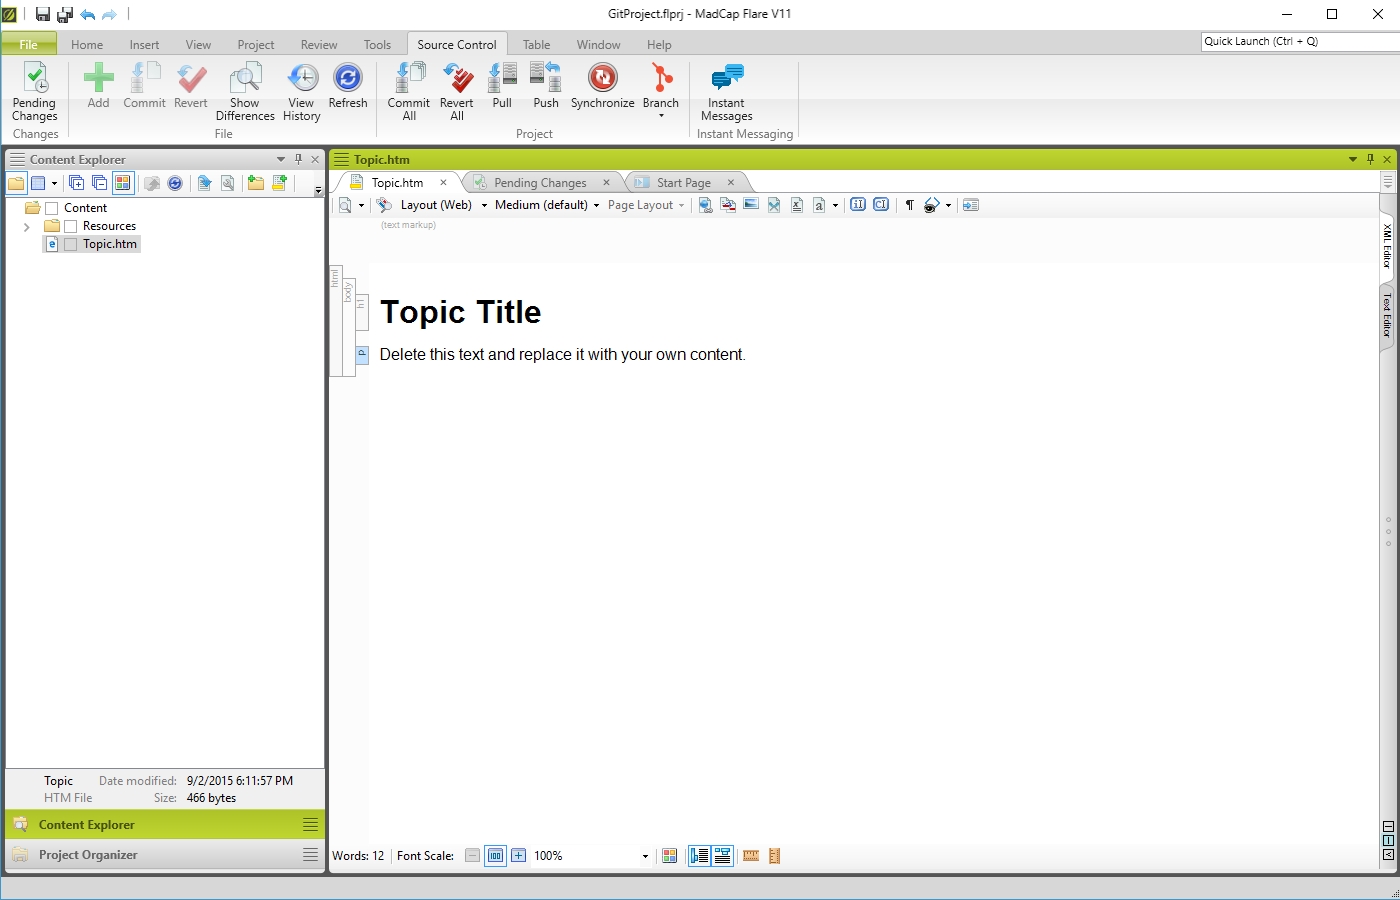 GitProject.flprj - MadCap Flare V11
File Home Insert View Project Review Tools Source Control Table Window Help
Quick Launch (Ctrl + Q)
Pending Changes
Add
Commit
Revert
Show Differences
View History
Refresh
Commit All
Revert All
Pull
Push
Synchronize
Branch
Instant Messages
Changes
File
Project
Instant Messaging
Content Explorer
Content
Resources
Topic.htm
Topic Date modified: 9/2/2015 6:11:57 PM
HTM File Size: 466 bytes
Content Explorer
Project Organizer
Topic.htm
Topic.htm Pending Changes Start Page
Layout (Web) Medium (default) Page Layout
(text markup)
html
body
h1
Topic Title
p
Delete this text and replace it with your own content.
XML Editor
Text Editor
Words: 12 Font Scale: 100 100%